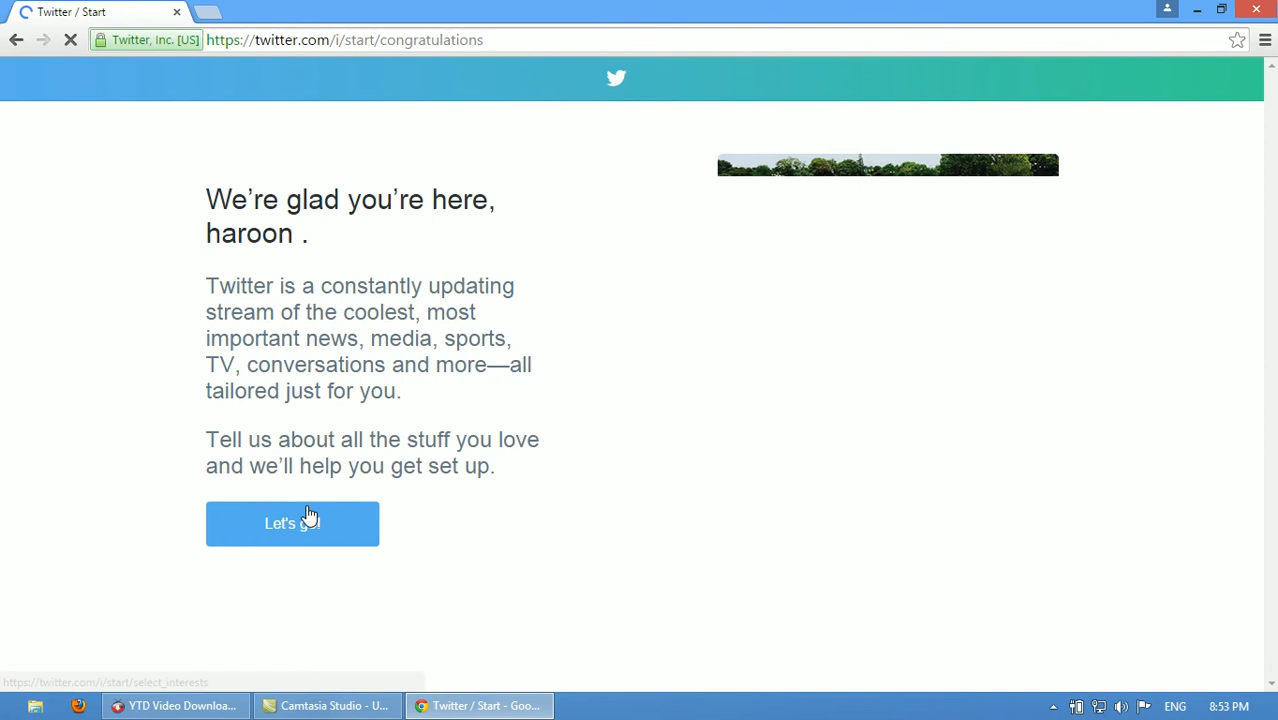 Twitter / Start
Twitter, Inc. [US] https://twitter.com/i/start/congratulations
We're glad you're here,
haroon .
Twitter is a constantly updating
stream of the coolest, most
important news, media, sports,
TV, conversations and more—all
tailored just for you.
Tell us about all the stuff you love
and we'll help you get set up.
Let's go!
https://twitter.com/i/start/select_interests
YTD Video Downloa...
Camtasia Studio - U...
Twitter / Start - Goo...
ENG
8:53 PM